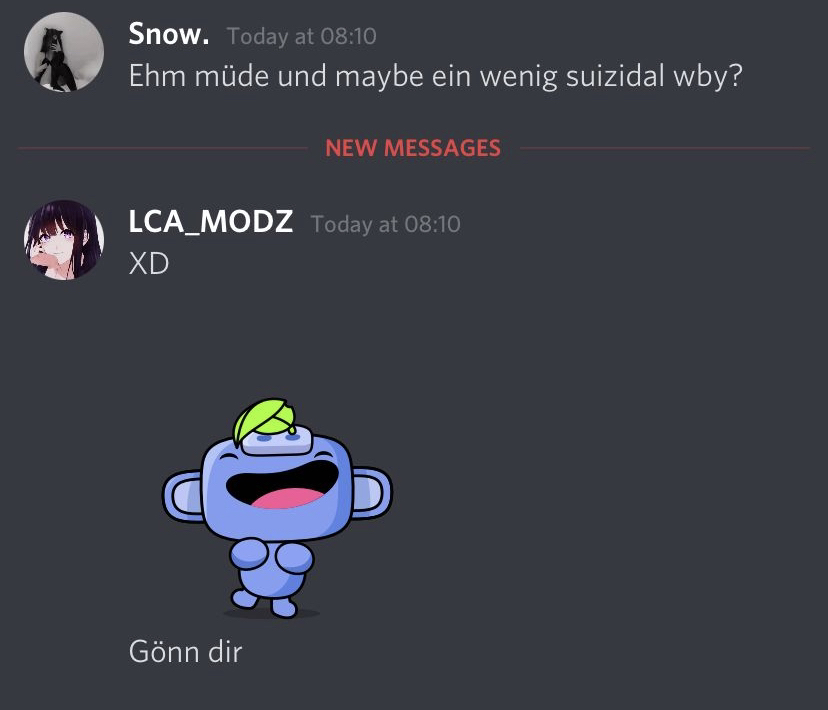 Snow. Today at 08:10
Ehm müde und maybe ein wenig suizidal wby?
NEW MESSAGES
LCA_MODZ Today at 08:10
XD
Gönn dir